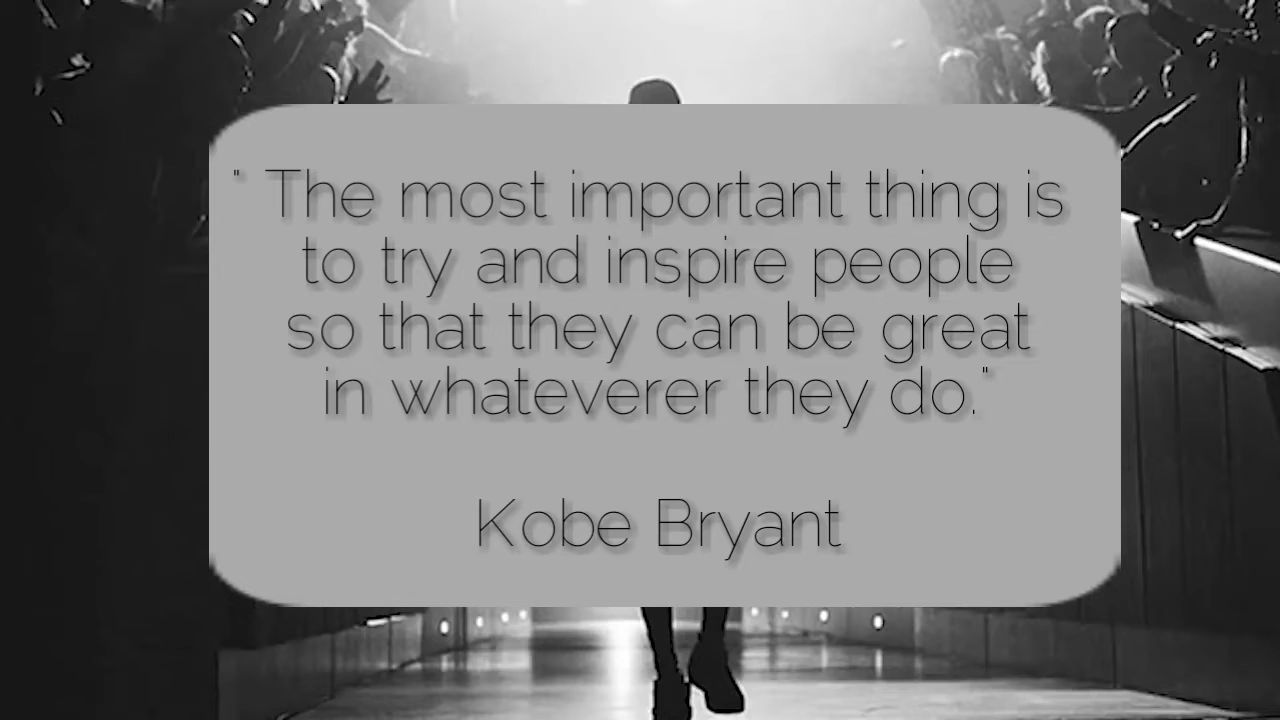 " The most important thing is
to try and inspire people
so that they can be great
in whateverer they do."
Kobe Bryant